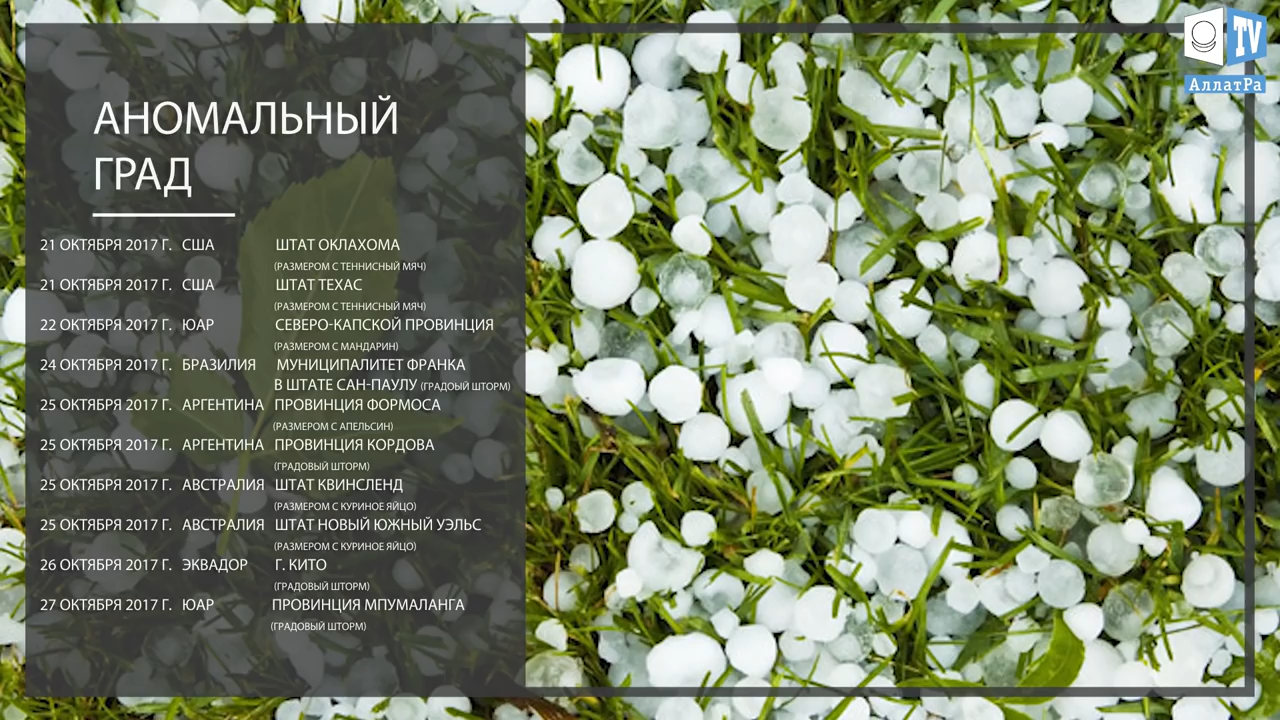 TV
АллатРа
АНОМАЛЬНЫЙ
ГРАД
21 ОКТЯБРЯ 2017 Г. США ШТАТ ОКЛАХОМА
(РАЗМЕРОМ С ТЕННИСНЫЙ МЯЧ)
21 ОКТЯБРЯ 2017 Г. США ШТАТ ТЕХАС
(РАЗМЕРОМ С ТЕННИСНЫЙ МЯЧ)
22 ОКТЯБРЯ 2017 Г. ЮАР СЕВЕРО-КАПСКОЙ ПРОВИНЦИЯ
(РАЗМЕРОМ С МАНДАРИН)
24 ОКТЯБРЯ 2017 Г. БРАЗИЛИЯ МУНИЦИПАЛИТЕТ ФРАНКА
В ШТАТЕ САН-ПАУЛУ (ГРАДОЫЙ ШТОРМ)
25 ОКТЯБРЯ 2017 Г. АРГЕНТИНА ПРОВИНЦИЯ ФОРМОСА
(РАЗМЕРОМ С АПЕЛЬСИН)
25 ОКТЯБРЯ 2017 Г. АРГЕНТИНА ПРОВИНЦИЯ КОРДОВА
(ГРАДОВЫЙ ШТОРМ)
25 ОКТЯБРЯ 2017 Г. АВСТРАЛИЯ ШТАТ КВИНСЛЕНД
(РАЗМЕРОМ С КУРИНОЕ ЯЙЦО)
25 ОКТЯБРЯ 2017 Г. АВСТРАЛИЯ ШТАТ НОВЫЙ ЮЖНЫЙ УЭЛЬС
(РАЗМЕРОМ С КУРИНОЕ ЯЙЦО)
26 ОКТЯБРЯ 2017 Г. ЭКВАДОР Г. КИТО
(ГРАДОВЫЙ ШТОРМ)
27 ОКТЯБРЯ 2017 Г. ЮАР ПРОВИНЦИЯ МПУМАЛАНГА
(ГРАДОВЫЙ ШТОРМ)